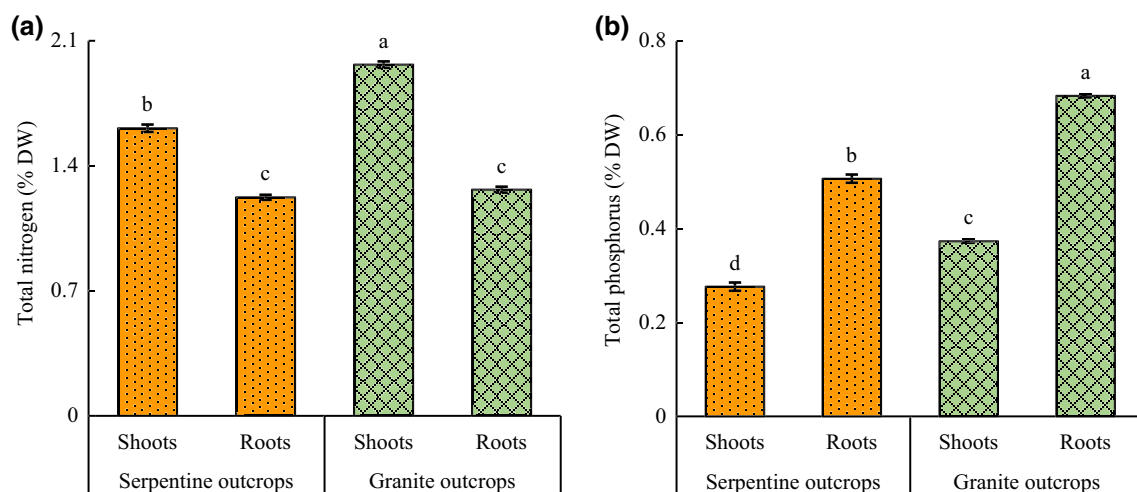 (a)
Total nitrogen (% DW)
2.1
1.4
0.7
0
b
c
a
c
Shoots Roots Shoots Roots
Serpentine outcrops Granite outcrops
(b)
Total phosphorus (% DW)
0.8
0.6
0.4
0.2
0
d
b
c
a
Shoots Roots Shoots Roots
Serpentine outcrops Granite outcrops